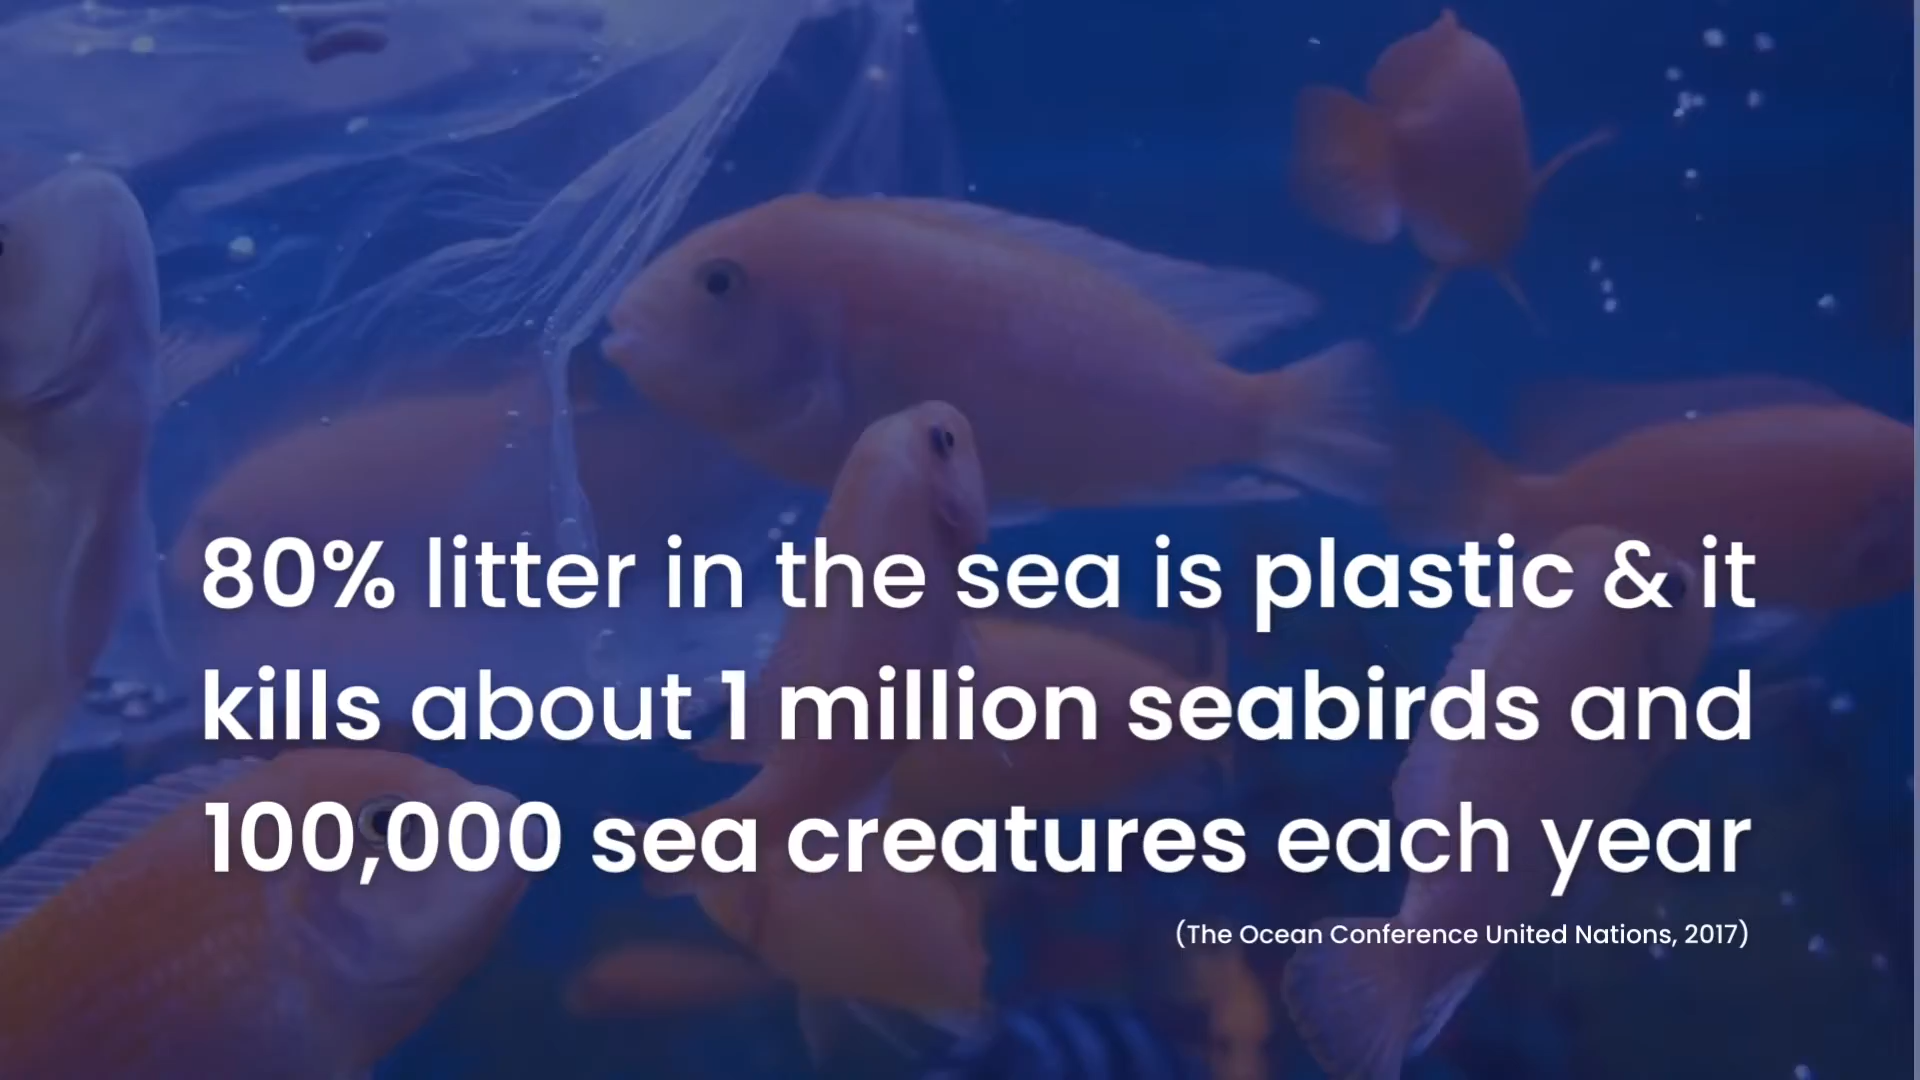 80% litter in the sea is plastic & it
kills about 1 million seabirds and
100,000 sea creatures each year
(The Ocean Conference United Nations, 2017)